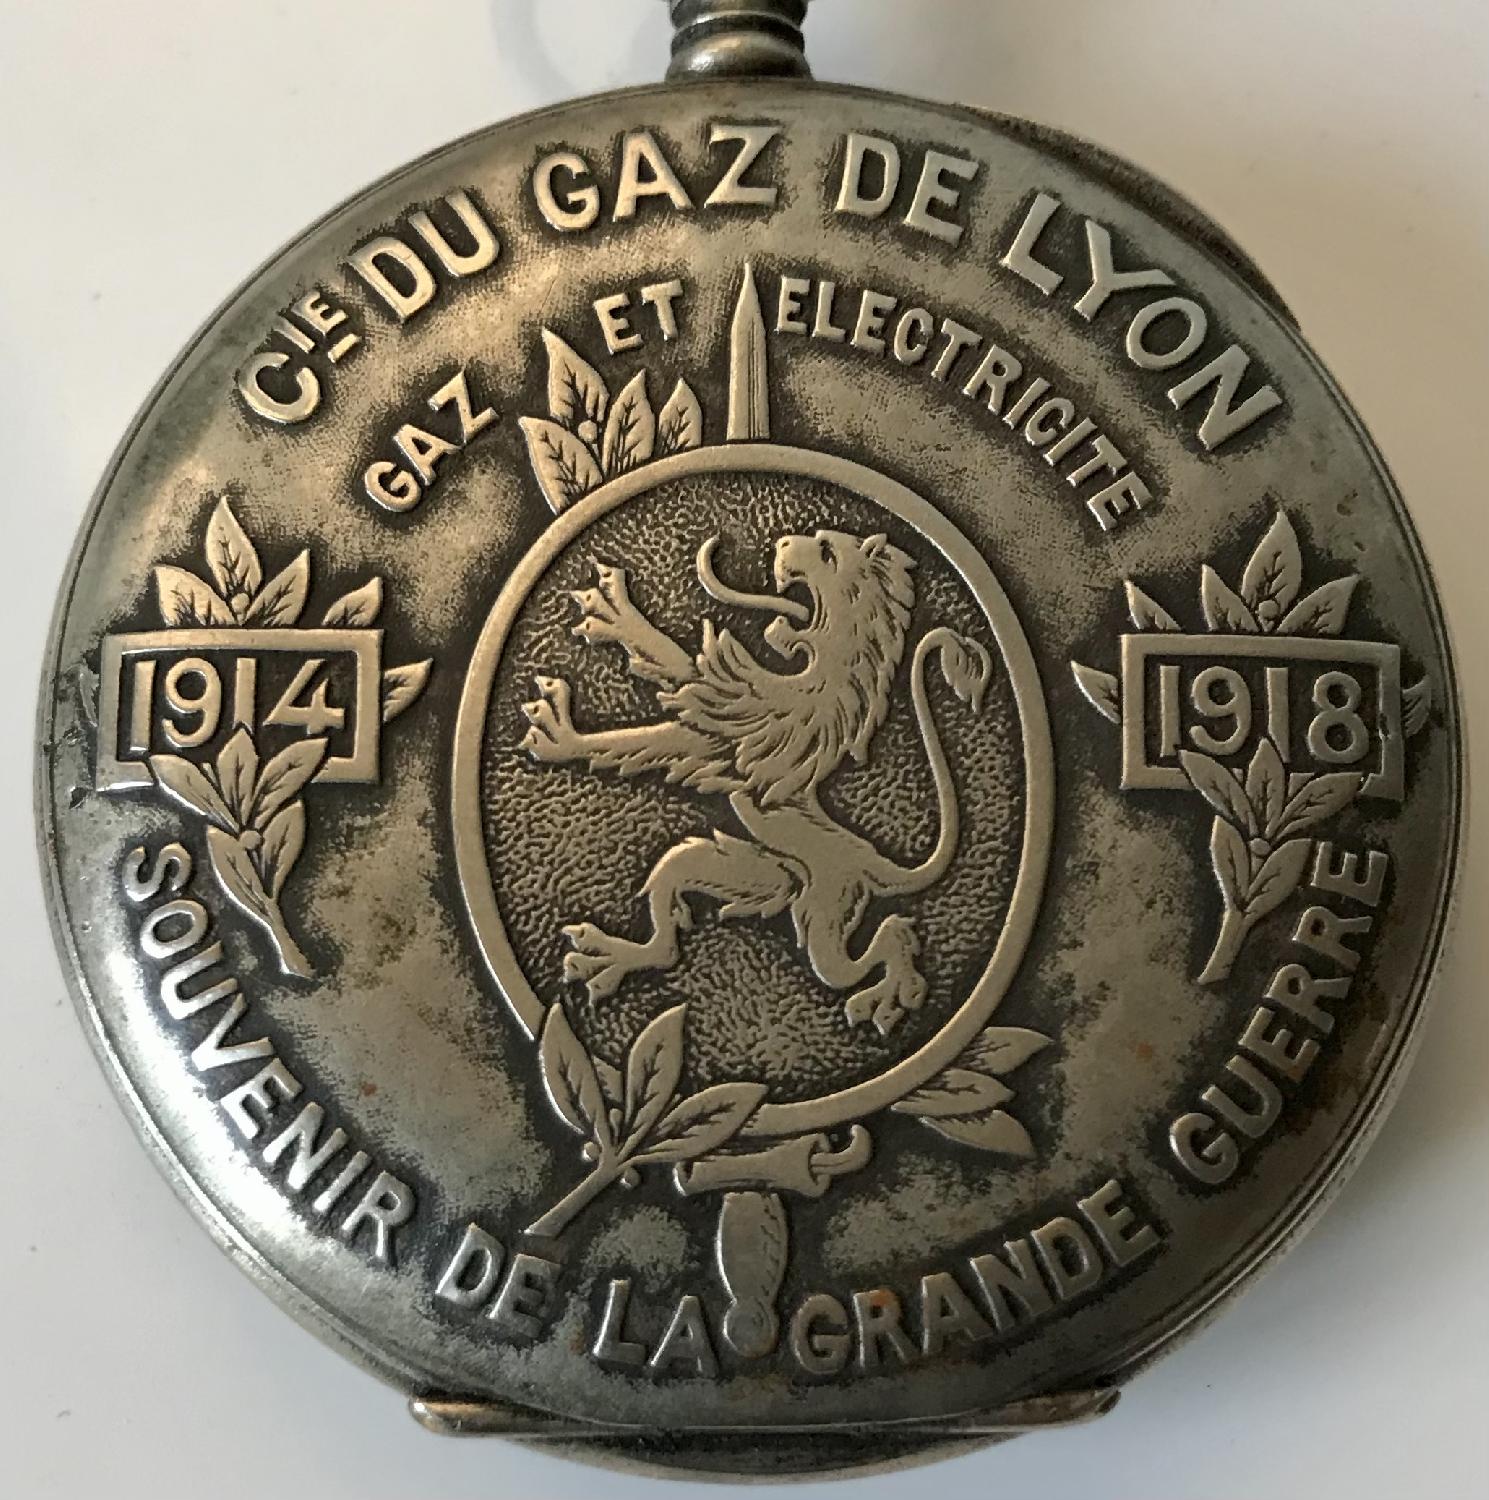 CIE DU GAZ DE LYON
GAZ ET ELECTRICITE
1914
1918
SOUVENIR DE LA GRANDE GUERRE